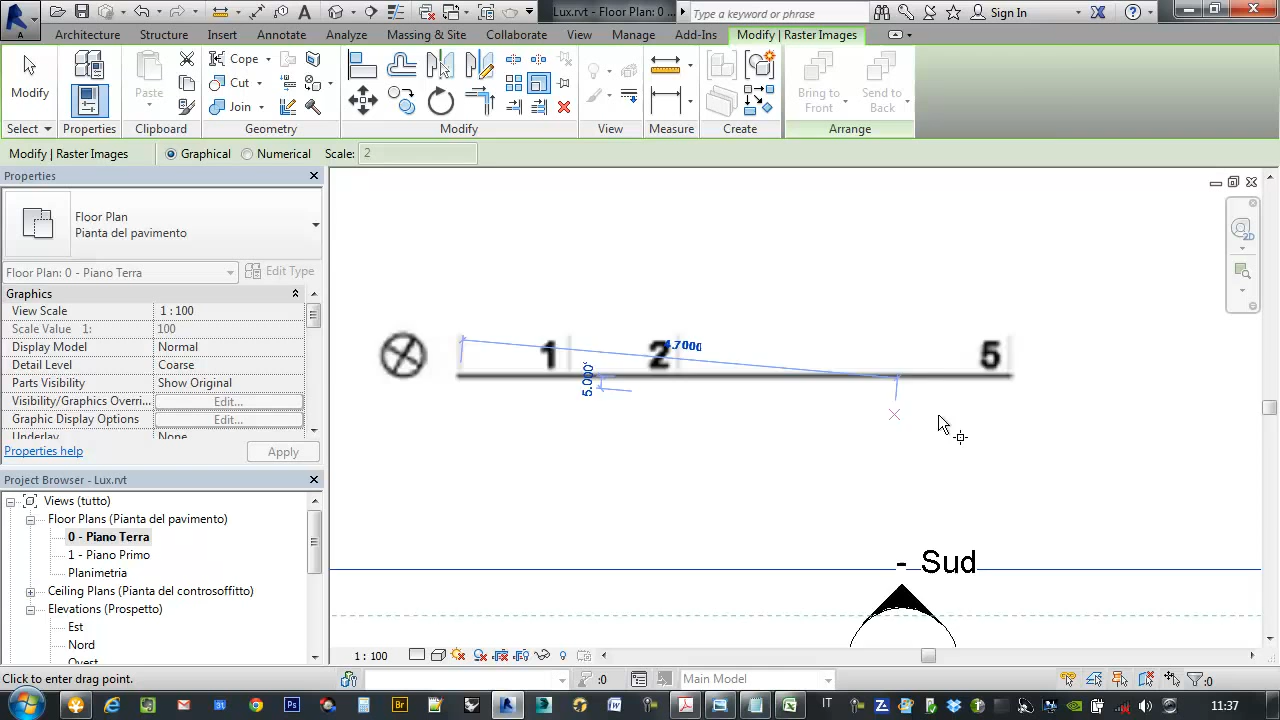 Lux.rvt - Floor Plan: 0 ...
Type a keyword or phrase
Sign In
Architecture Structure Insert Annotate Analyze Massing & Site Collaborate View Manage Add-Ins Modify | Raster Images
Modify
Paste
Cope
Cut
Join
Bring to Front
Send to Back
Select Properties Clipboard Geometry Modify View Measure Create Arrange
Modify | Raster Images Graphical Numerical Scale: 2
Properties
Floor Plan
Pianta del pavimento
Floor Plan: 0 - Piano Terra Edit Type
Graphics
View Scale 1 : 100
Scale Value 1: 100
Display Model Normal
Detail Level Coarse
Parts Visibility Show Original
Visibility/Graphics Overri... Edit...
Graphic Display Options Edit...
Underlay None
Properties help Apply
Project Browser - Lux.rvt
Views (tutto)
Floor Plans (Pianta del pavimento)
0 - Piano Terra
1 - Piano Primo
Planimetria
Ceiling Plans (Pianta del controsoffitto)
Elevations (Prospetto)
Est
Nord
Ovest
1 2 5
4.7000
5.000°
- Sud
2D
1 : 100
Click to enter drag point.
:0
Main Model
:0
IT
11:37